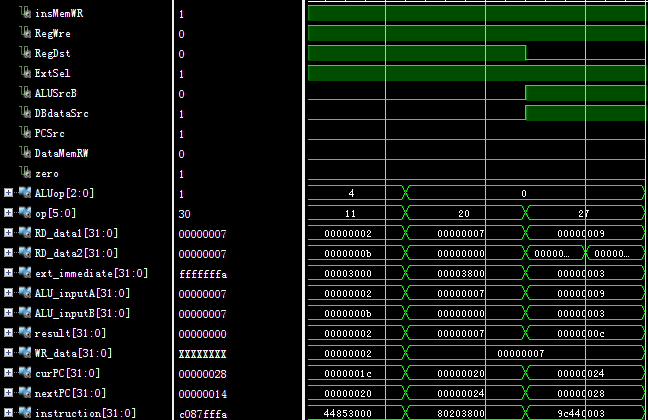 insMemWR 1
RegWre 0
RegDst 0
ExtSel 1
ALUSrcB 0
DBdataSrc 1
PCSrc 1
DataMemRW 0
zero 1
ALUop[2:0] 1 4 0
op[5:0] 30 11 20 27
RD_data1[31:0] 00000007 00000002 00000007 00000009
RD_data2[31:0] 00000007 0000000b 00000000 00000... 00000...
ext_immediate[31:0] fffffffa 00003000 00003800 00000003
ALU_inputA[31:0] 00000007 00000002 00000007 00000009
ALU_inputB[31:0] 00000007 0000000b 00000000 00000003
result[31:0] 00000000 00000002 00000007 0000000c
WR_data[31:0] XXXXXXXX 00000002 00000007
curPC[31:0] 00000028 0000001c 00000020 00000024
nextPC[31:0] 00000014 00000020 00000024 00000028
instruction[31:0] c087fffa 44853000 80203800 9c440003